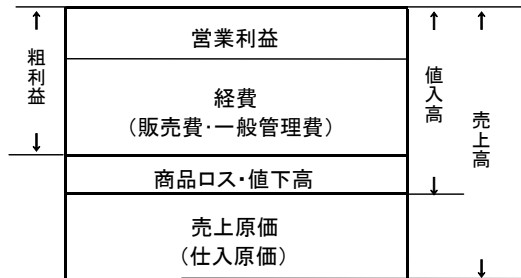 営業利益
粗利益
経費
(販売費・一般管理費)
値入高
売上高
商品ロス・値下高
売上原価
(仕入原価)